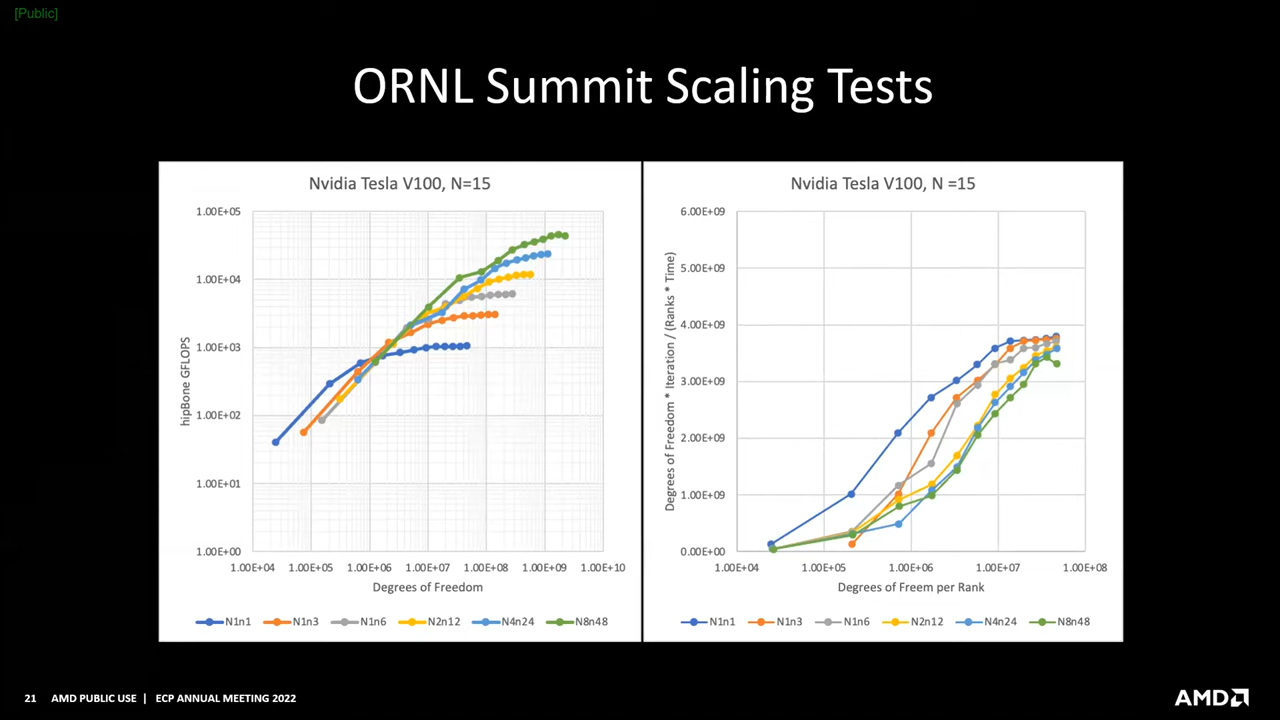 [Public]
ORNL Summit Scaling Tests
Nvidia Tesla V100, N=15
hipBone GFLOPS
1.00E+05
1.00E+04
1.00E+03
1.00E+02
1.00E+01
1.00E+00
1.00E+04 1.00E+05 1.00E+06 1.00E+07 1.00E+08 1.00E+09 1.00E+10
Degrees of Freedom
N1n1 N1n3 N1n6 N2n12 N4n24 N8n48
Nvidia Tesla V100, N =15
Degrees of Freedom * Iteration / (Ranks * Time)
6.00E+09
5.00E+09
4.00E+09
3.00E+09
2.00E+09
1.00E+09
0.00E+00
1.00E+04 1.00E+05 1.00E+06 1.00E+07 1.00E+08
Degrees of Freem per Rank
N1n1 N1n3 N1n6 N2n12 N4n24 N8n48
21 AMD PUBLIC USE | ECP ANNUAL MEETING 2022
AMD